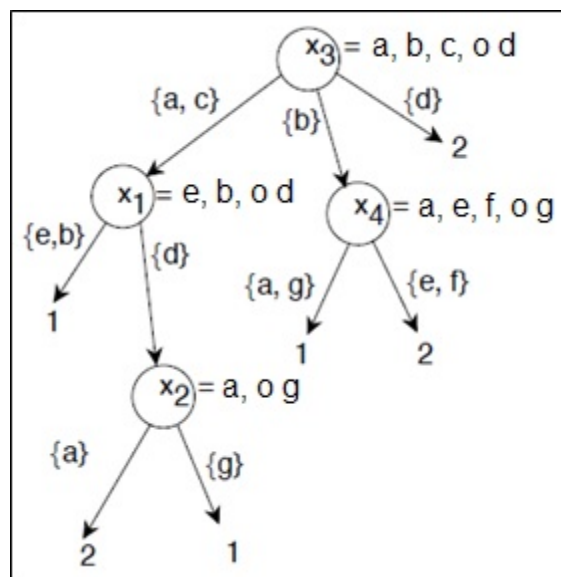 x3 = a, b, c, o d
{a, c}
{b}
{d}
2
x1 = e, b, o d
x4 = a, e, f, o g
{e,b}
{d}
{a, g}
{e, f}
1
1
2
x2 = a, o g
{a}
{g}
2
1